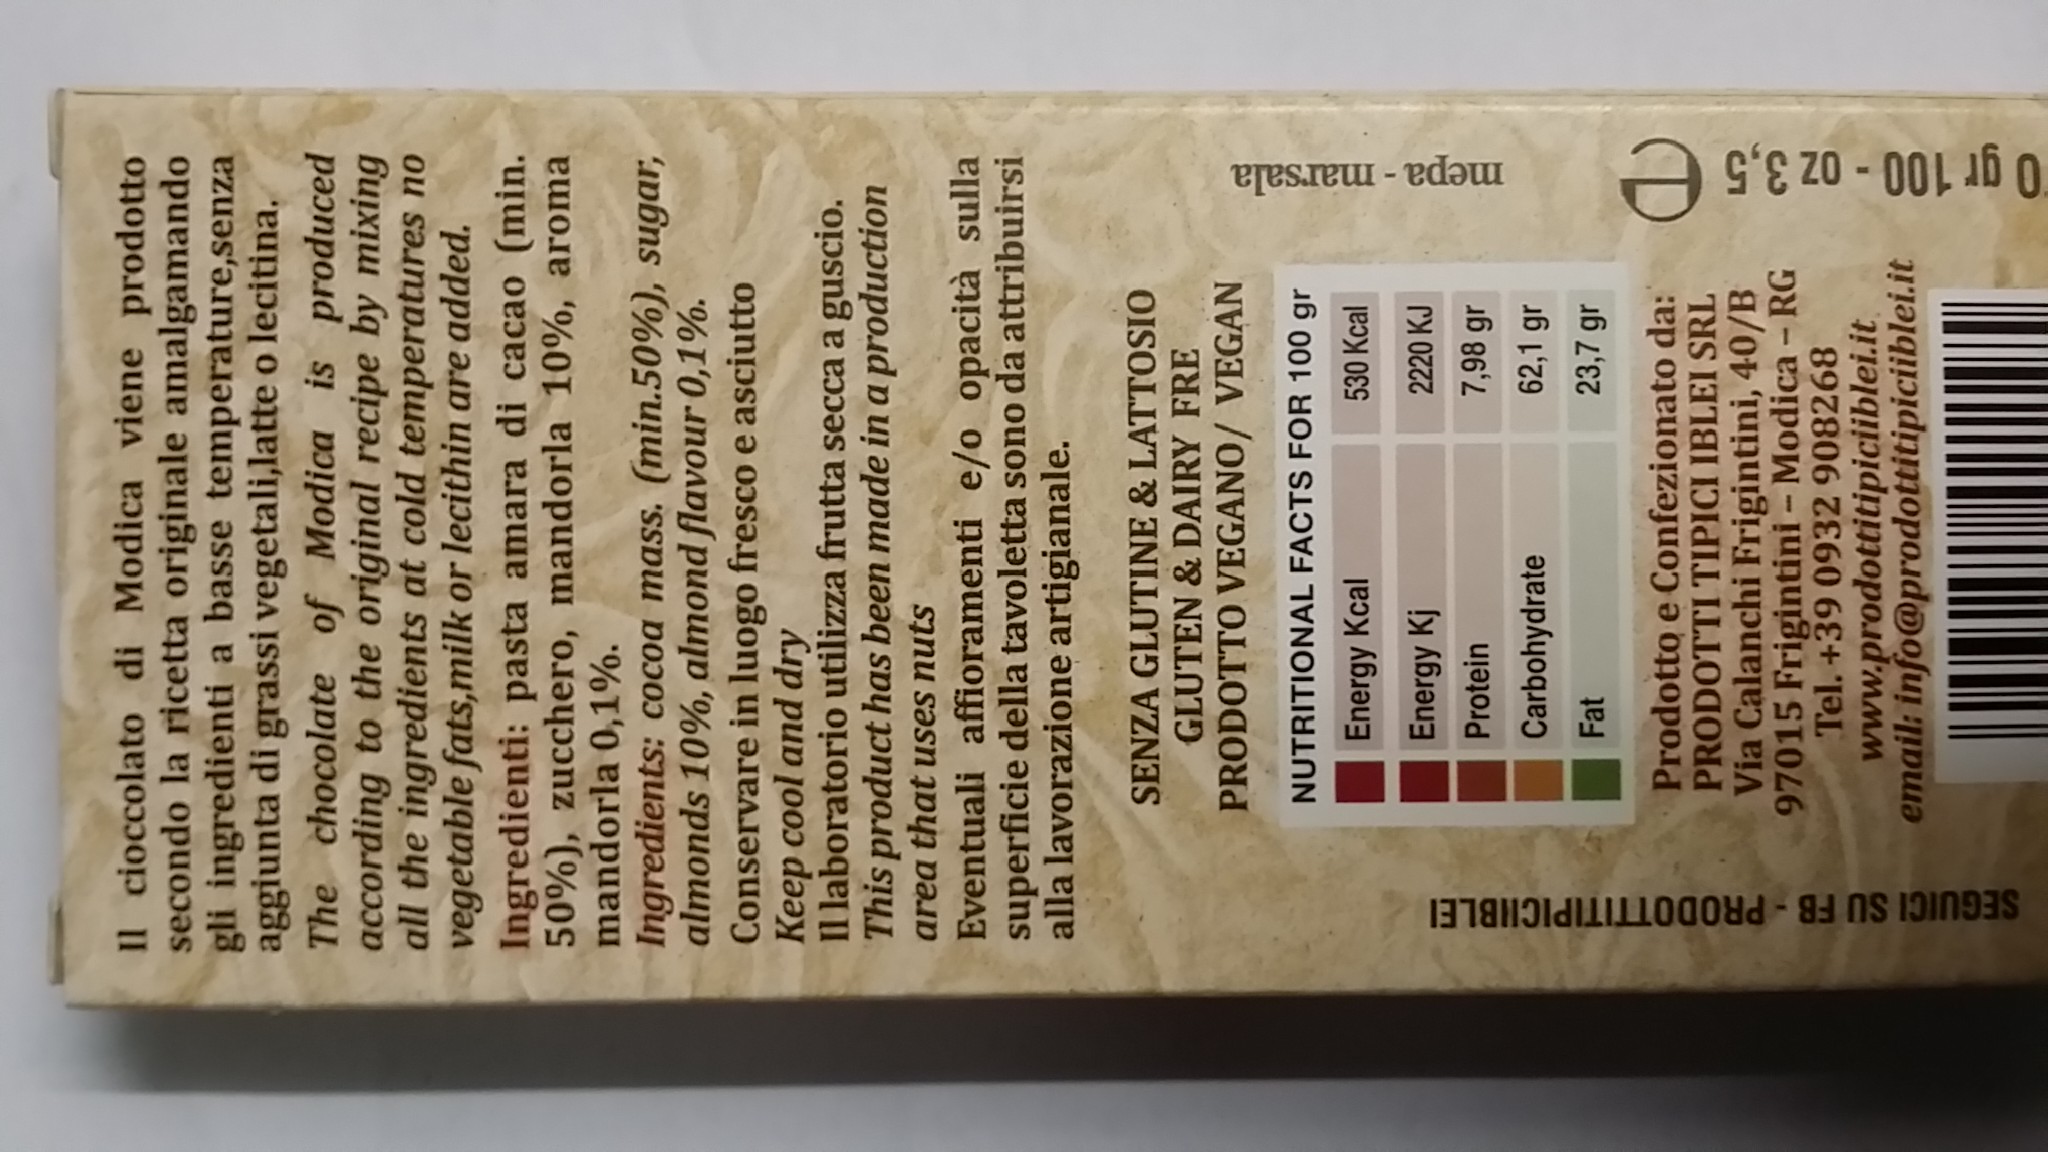 Il cioccolato di Modica viene prodotto
secondo la ricetta originale amalgamando
gli ingredienti a basse temperature,senza
aggiunta di grassi vegetali,latte o lecitina.
The chocolate of Modica is produced
according to the original recipe by mixing
all the ingredients at cold temperatures no
vegetable fats,milk or lecithin are added.
Ingredienti: pasta amara di cacao (min.
50%), zucchero, mandorla 10%, aroma
mandorla 0,1%.
Ingredients: cocoa mass. (min.50%), sugar,
almonds 10%, almond flavour 0,1%.
Conservare in luogo fresco e asciutto
Keep cool and dry
Il laboratorio utilizza frutta secca a guscio.
This product has been made in a production
area that uses nuts
Eventuali affioramenti e/o opacità sulla
superficie della tavoletta sono da attribuirsi
alla lavorazione artigianale.
SENZA GLUTINE & LATTOSIO
GLUTEN & DAIRY FRE
PRODOTTO VEGANO/ VEGAN
NUTRITIONAL FACTS FOR 100 gr
Energy Kcal 530 Kcal
Energy Kj 2220 KJ
Protein 7,98 gr
Carbohydrate 62,1 gr
Fat 23,7 gr
Prodotto e Confezionato da:
PRODOTTI TIPICI IBLEI SRL
Via Calanchi Frigintini, 40/B
97015 Frigintini – Modica – RG
Tel. +39 0932 908268
www.prodottitipiciiblei.it
email: info@prodottitipiciiblei.it
mepa - marsala
gr 100 - oz 3,5
SEGUICI SU FB - PRODOTTITIPICIIBLEI